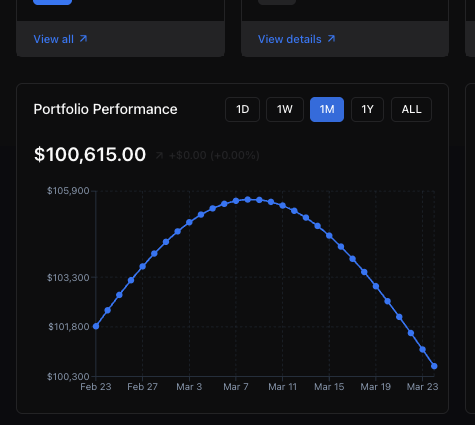 View all ↗
View details ↗
Portfolio Performance
1D 1W 1M 1Y ALL
$100,615.00 ↗ +$0.00 (+0.00%)
$105,900
$103,300
$101,800
$100,300
Feb 23 Feb 27 Mar 3 Mar 7 Mar 11 Mar 15 Mar 19 Mar 23